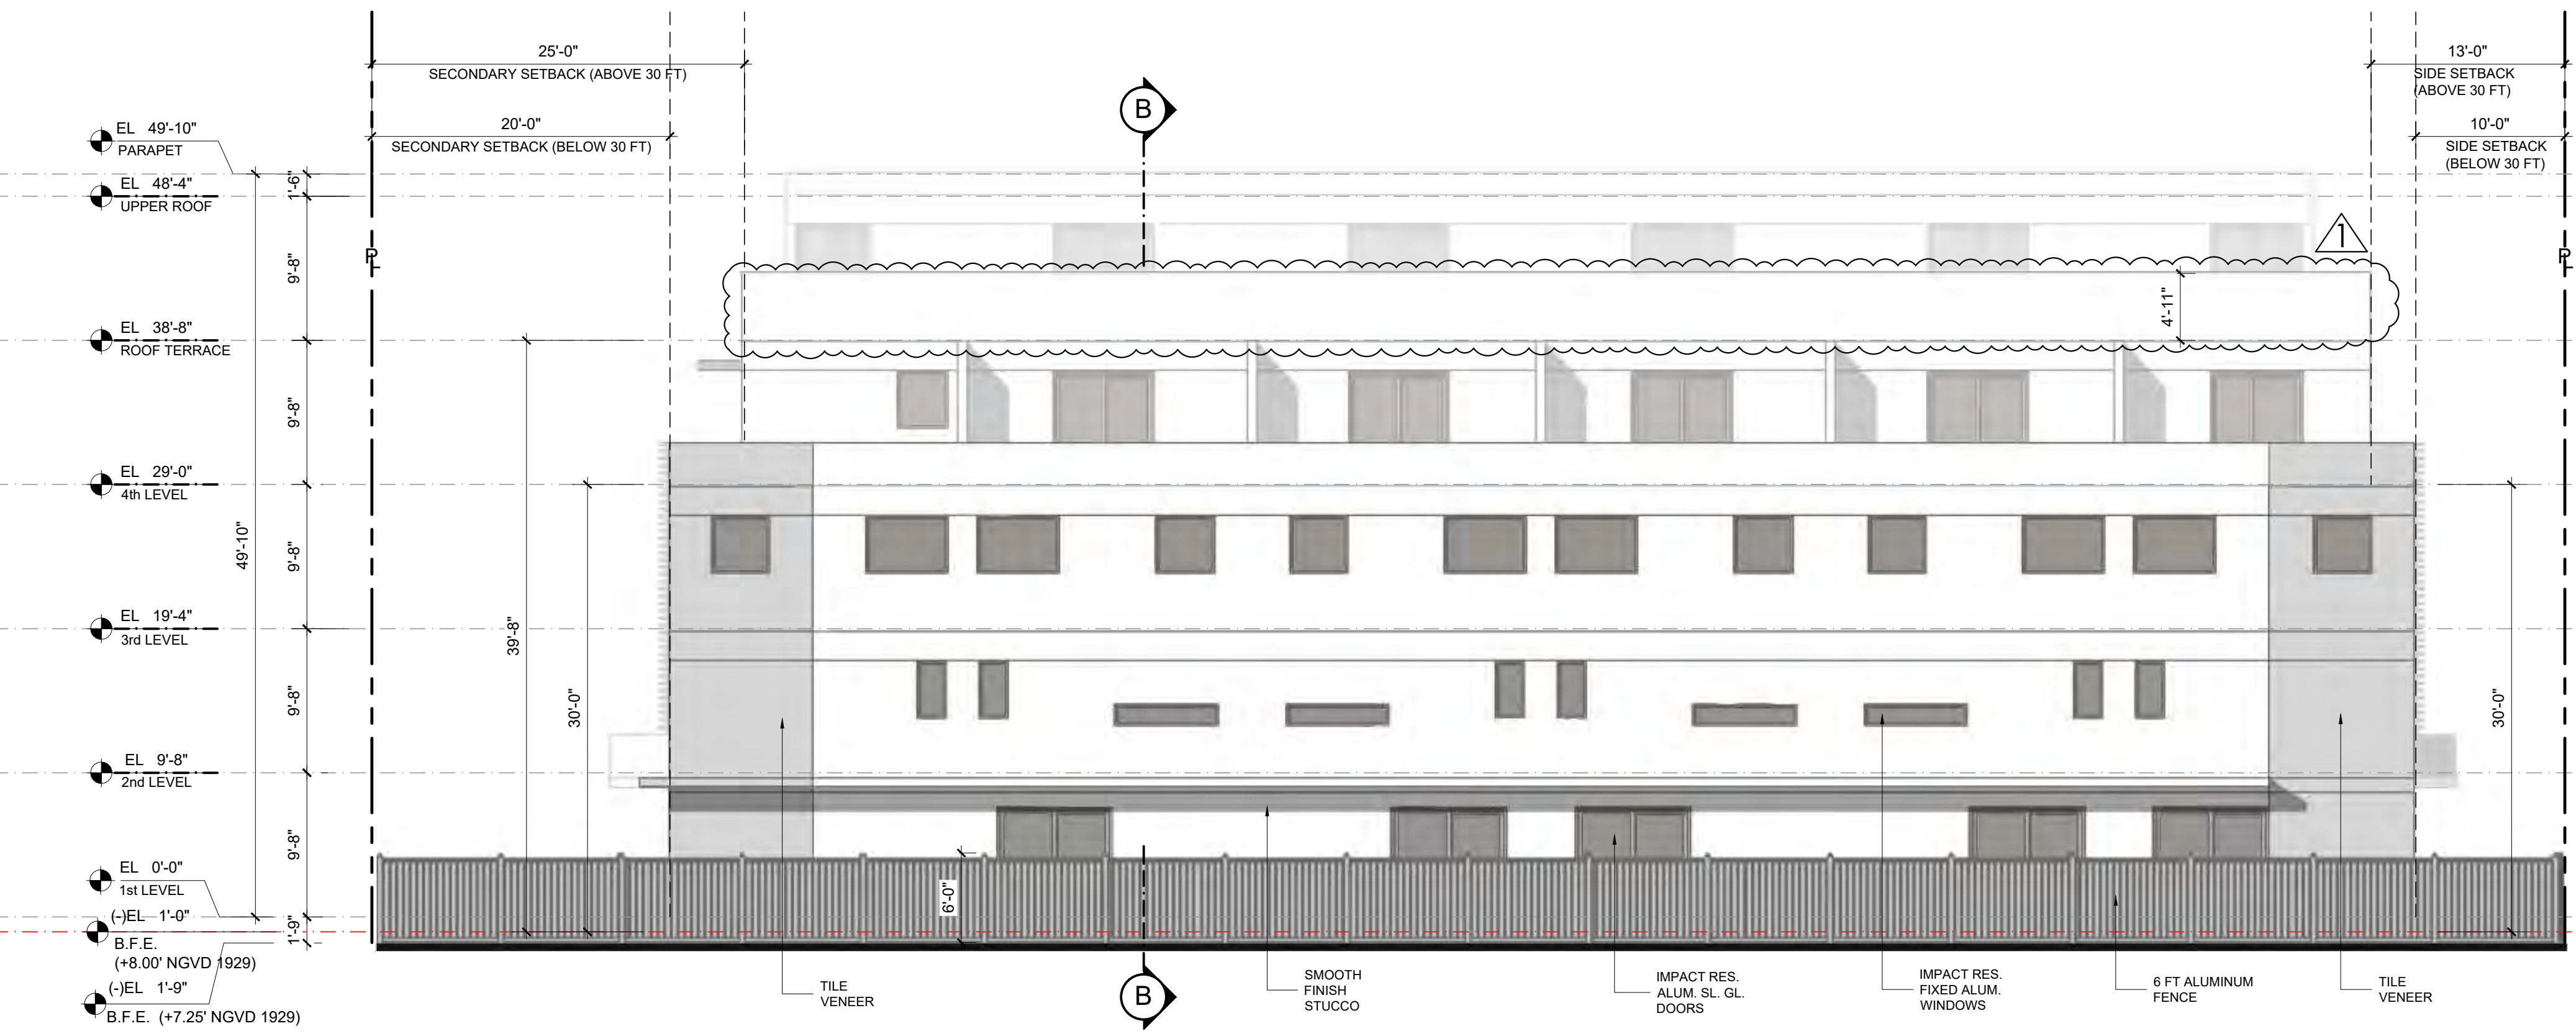 25'-0"
SECONDARY SETBACK (ABOVE 30 FT)
13'-0"
SIDE SETBACK
(ABOVE 30 FT)
B
20'-0"
SECONDARY SETBACK (BELOW 30 FT)
10'-0"
SIDE SETBACK
(BELOW 30 FT)
EL 49'-10"
PARAPET
1'-6"
EL 48'-4"
UPPER ROOF
1
PL
PL
9'-8"
4'-11"
EL 38'-8"
ROOF TERRACE
9'-8"
EL 29'-0"
4th LEVEL
49'-10"
9'-8"
EL 19'-4"
3rd LEVEL
39'-8"
30'-0"
30'-0"
9'-8"
EL 9'-8"
2nd LEVEL
9'-8"
EL 0'-0"
1st LEVEL
6'-0"
(-)EL 1'-0"
1'-9"
B.F.E.
(+8.00' NGVD 1929)
(-)EL 1'-9"
B.F.E. (+7.25' NGVD 1929)
TILE
VENEER
B
SMOOTH
FINISH
STUCCO
IMPACT RES.
ALUM. SL. GL.
DOORS
IMPACT RES.
FIXED ALUM.
WINDOWS
6 FT ALUMINUM
FENCE
TILE
VENEER